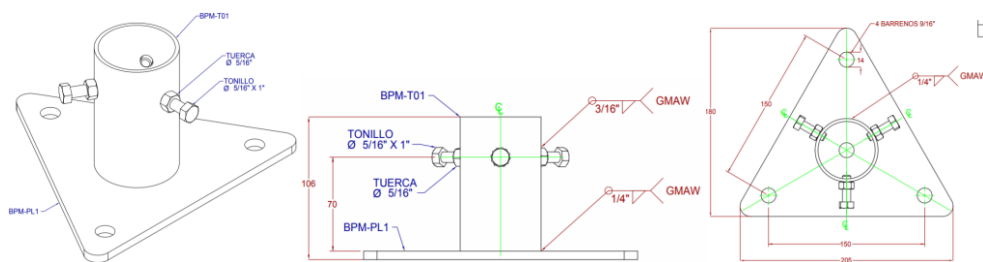 BPM-T01
TUERCA
Ø 5/16"
TONILLO
Ø 5/16" X 1"
BPM-PL1
BPM-T01
TONILLO
Ø 5/16" X 1"
TUERCA
Ø 5/16"
BPM-PL1
106
70
3/16" GMAW
1/4" GMAW
4 BARRENOS 9/16"
14
1/4" GMAW
180
150
150
205